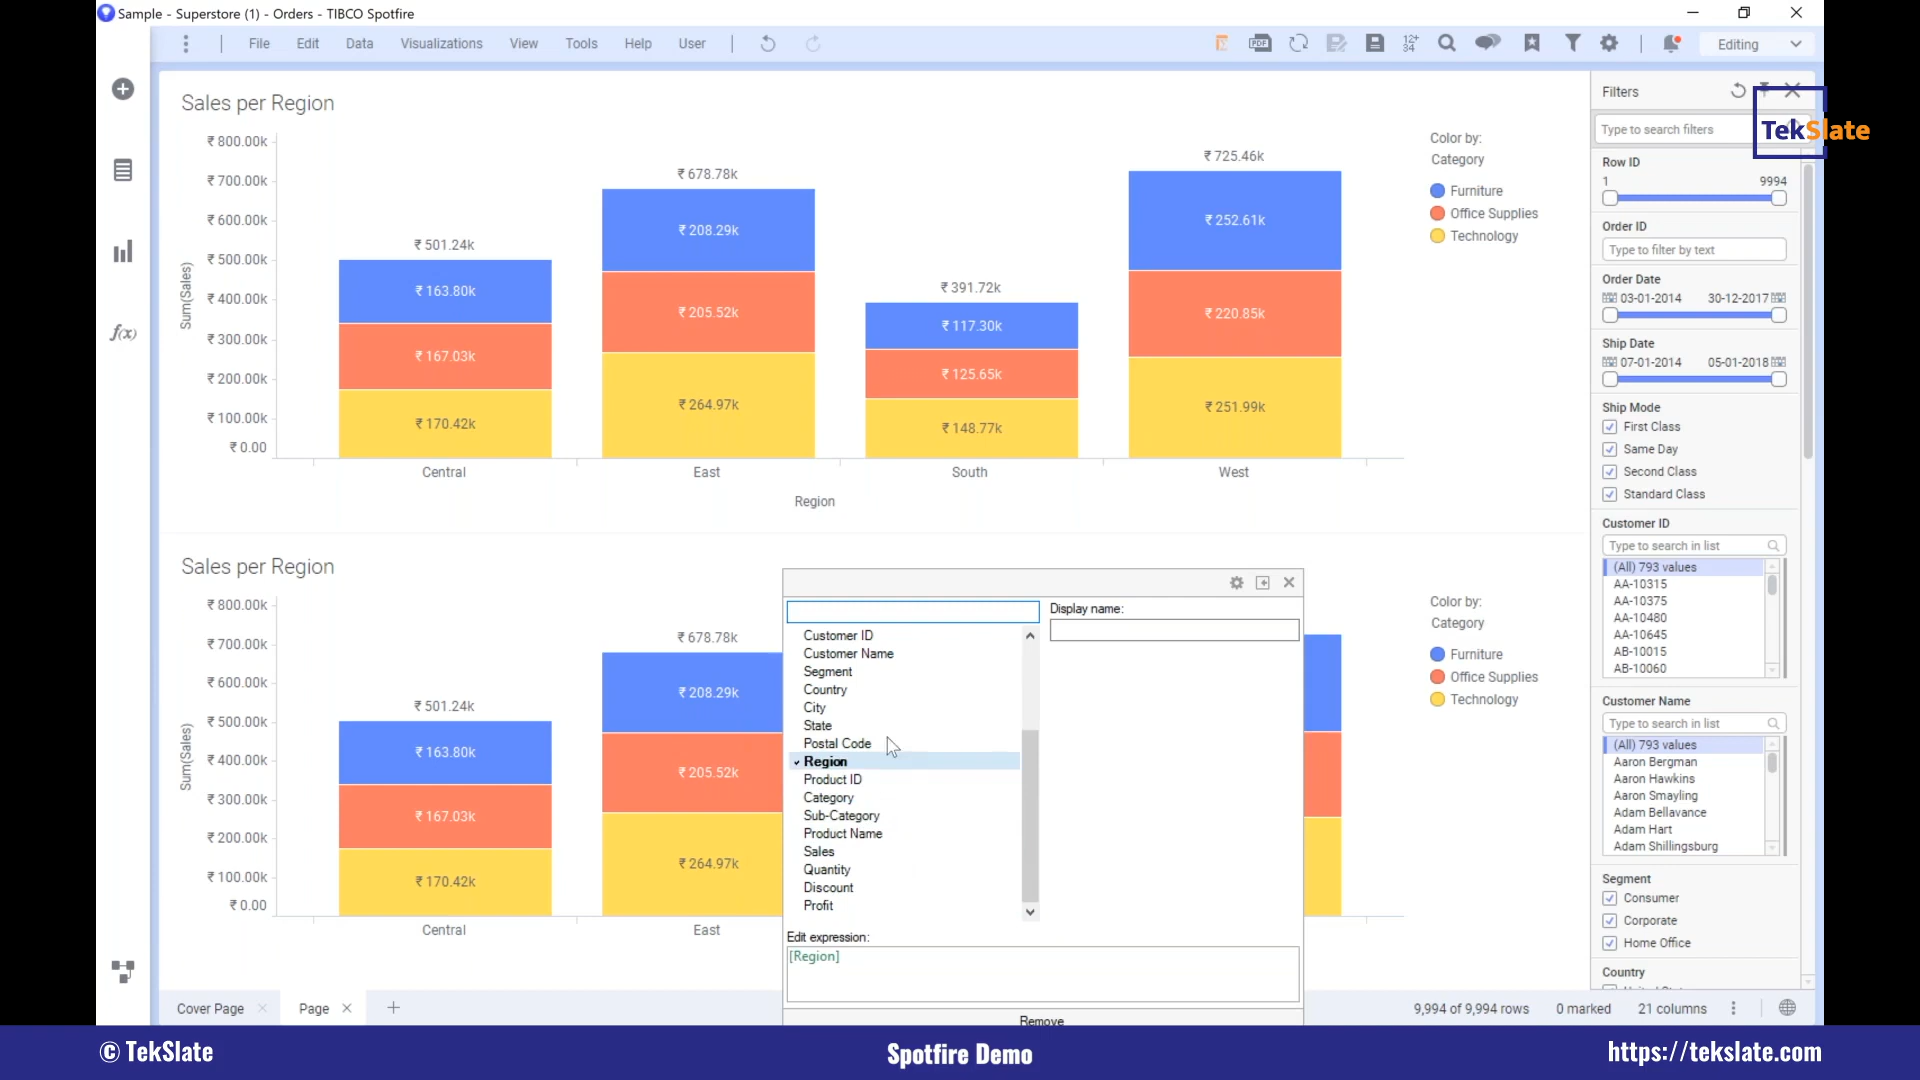 Sample - Superstore (1) - Orders - TIBCO Spotfire
File Edit Data Visualizations View Tools Help User
PDF
12+
34
Editing
Sales per Region
₹ 800.00k
₹ 700.00k
₹ 600.00k
₹ 500.00k
₹ 400.00k
₹ 300.00k
₹ 200.00k
₹ 100.00k
₹ 0.00
Sum(Sales)
₹ 501.24k
₹ 163.80k
₹ 167.03k
₹ 170.42k
₹ 678.78k
₹ 208.29k
₹ 205.52k
₹ 264.97k
₹ 391.72k
₹ 117.30k
₹ 125.65k
₹ 148.77k
₹ 725.46k
₹ 252.61k
₹ 220.85k
₹ 251.99k
Central East South West
Region
Color by:
Category
Furniture
Office Supplies
Technology
f(x)
Sales per Region
₹ 800.00k
₹ 700.00k
₹ 600.00k
₹ 500.00k
₹ 400.00k
₹ 300.00k
₹ 200.00k
₹ 100.00k
₹ 0.00
Sum(Sales)
₹ 501.24k
₹ 163.80k
₹ 167.03k
₹ 170.42k
₹ 678.78k
₹ 208.29k
₹ 205.52k
₹ 264.97k
Central East
Color by:
Category
Furniture
Office Supplies
Technology
Display name:
Customer ID
Customer Name
Segment
Country
City
State
Postal Code
Region
Product ID
Category
Sub-Category
Product Name
Sales
Quantity
Discount
Profit
Edit expression:
[Region]
Remove
Filters
Type to search filters
TekSlate
Row ID
1 9994
Order ID
Type to filter by text
Order Date
03-01-2014 30-12-2017
Ship Date
07-01-2014 05-01-2018
Ship Mode
First Class
Same Day
Second Class
Standard Class
Customer ID
Type to search in list
(All) 793 values
AA-10315
AA-10375
AA-10480
AA-10645
AB-10015
AB-10060
Customer Name
Type to search in list
(All) 793 values
Aaron Bergman
Aaron Hawkins
Aaron Smayling
Adam Bellavance
Adam Hart
Adam Shillingsburg
Segment
Consumer
Corporate
Home Office
Country
Cover Page Page
9,994 of 9,994 rows 0 marked 21 columns
© TekSlate
Spotfire Demo
https://tekslate.com